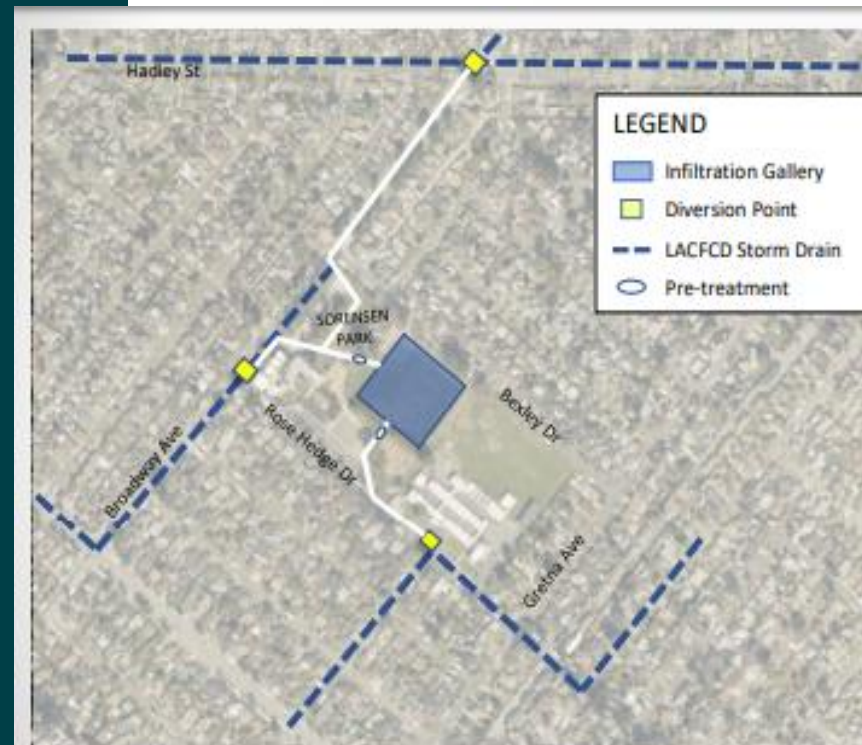 Hadley St
LEGEND
Infiltration Gallery
Diversion Point
LACFCD Storm Drain
Pre-treatment
SORENSEN
PARK
Bexley Dr
Rose Hedge Dr
Broadway Ave
Gretna Ave